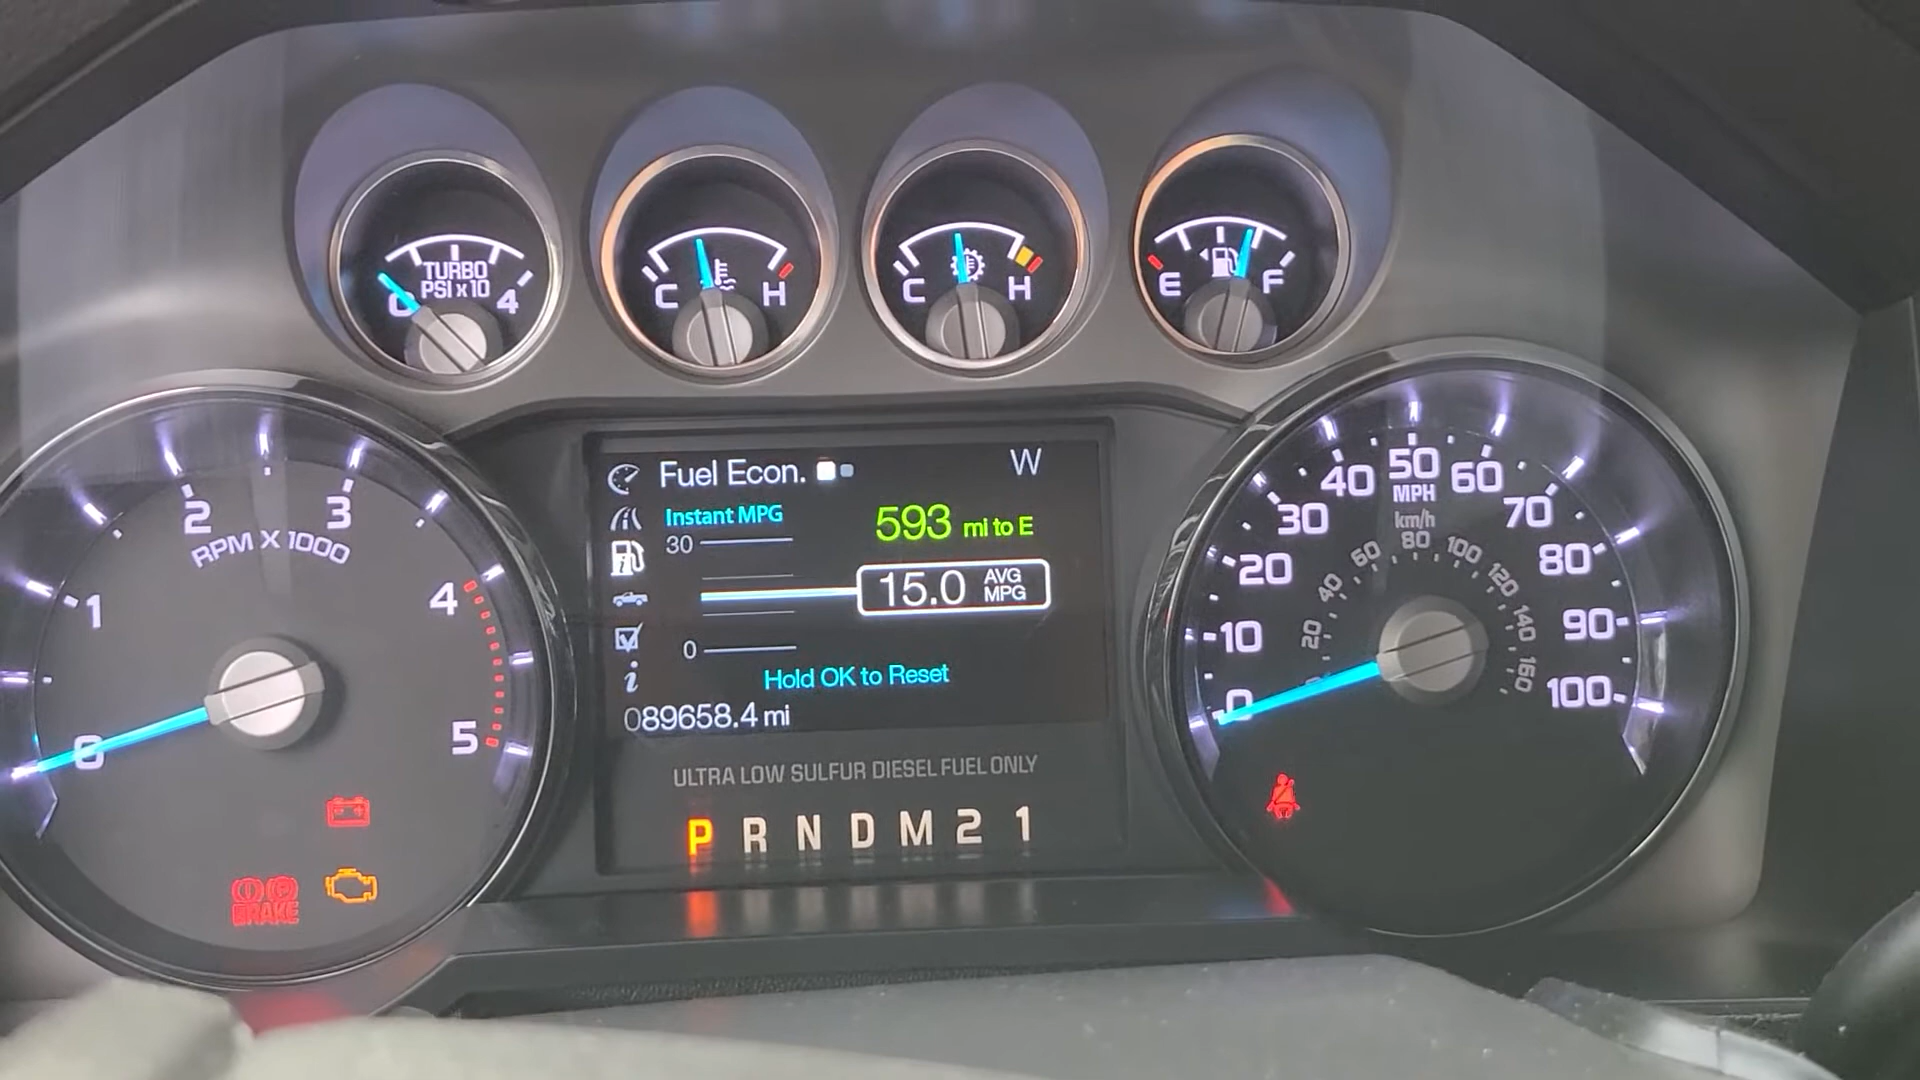 TURBO
PSI x 10
0 4
C H
C H
E F
Fuel Econ.
W
Instant MPG
593 mi to E
30
15.0 AVG MPG
0
Hold OK to Reset
089658.4 mi
ULTRA LOW SULFUR DIESEL FUEL ONLY
P R N D M 2 1
0 1 2 3 4 5
RPM X 1000
BRAKE
0 10 20 30 40 50 60 70 80 90 100
MPH
km/h
20 40 60 80 100 120 140 160